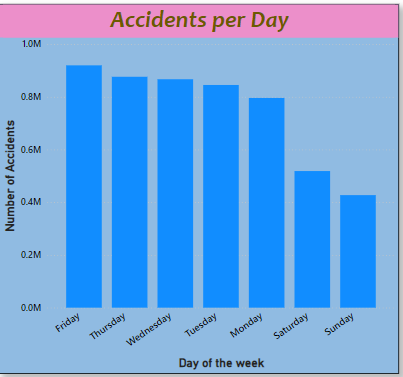 Accidents per Day
Number of Accidents
1.0M
0.8M
0.6M
0.4M
0.2M
0.0M
Friday
Thursday
Wednesday
Tuesday
Monday
Saturday
Sunday
Day of the week